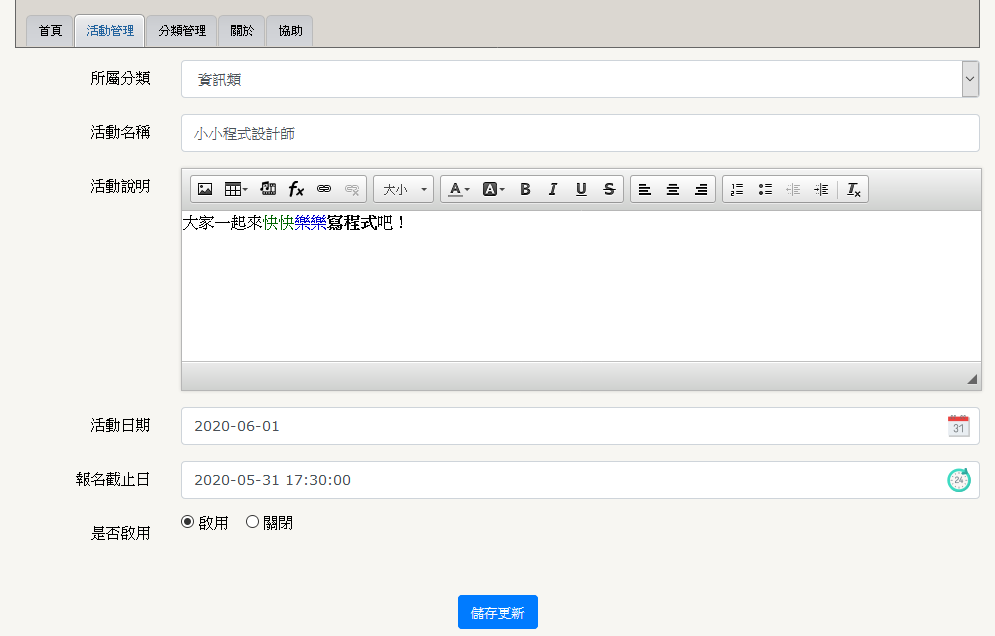 首頁 活動管理 分類管理 關於 協助
所屬分類 資訊類
活動名稱 小小程式設計師
活動說明 大小 A A B I U S
大家一起來快快樂樂寫程式吧！
活動日期 2020-06-01 31
報名截止日 2020-05-31 17:30:00 24
是否啟用 啟用 關閉
儲存更新